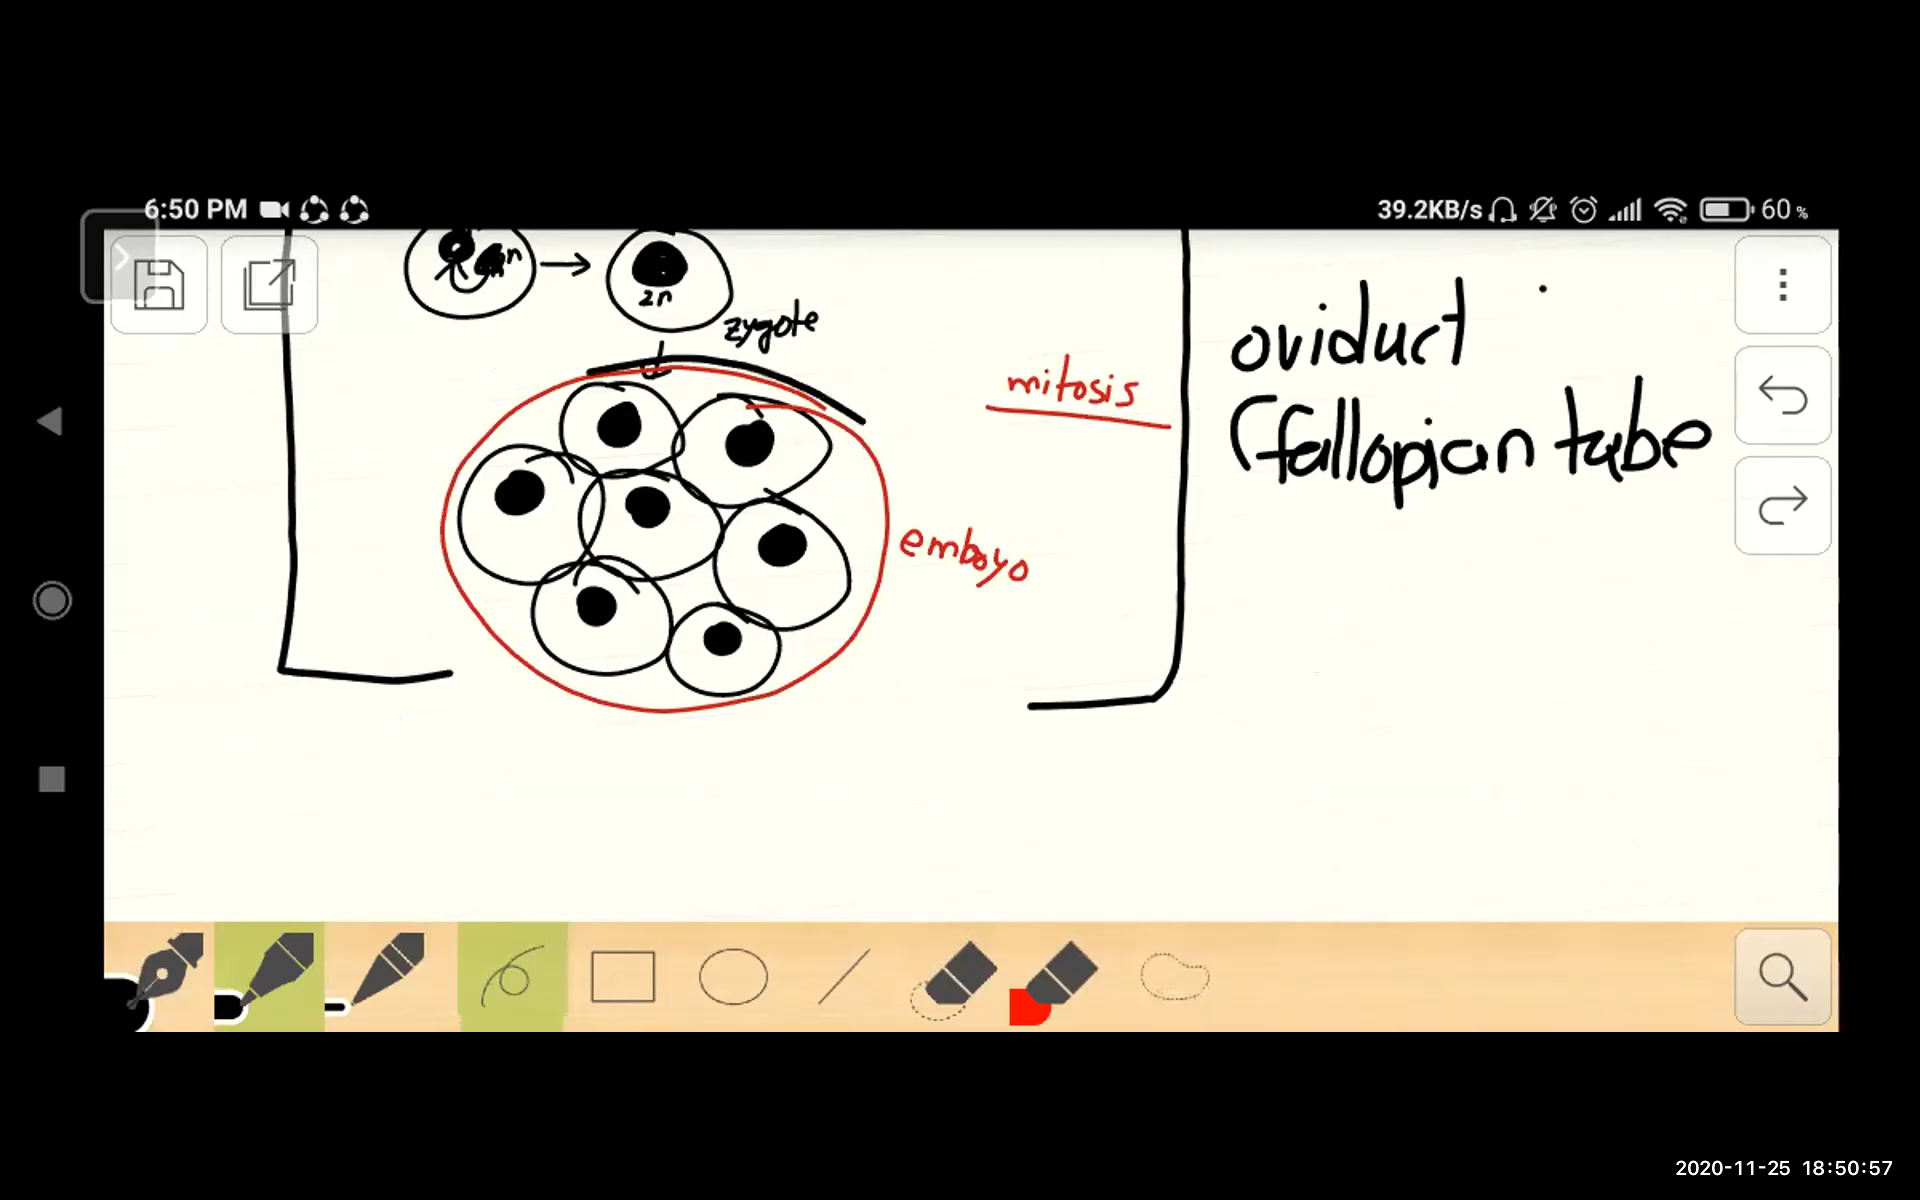 6:50 PM
39.2KB/s 60 %
n
2n
zygote
mitosis
oviduct
(fallopian tube
embryo
2020-11-25 18:50:57